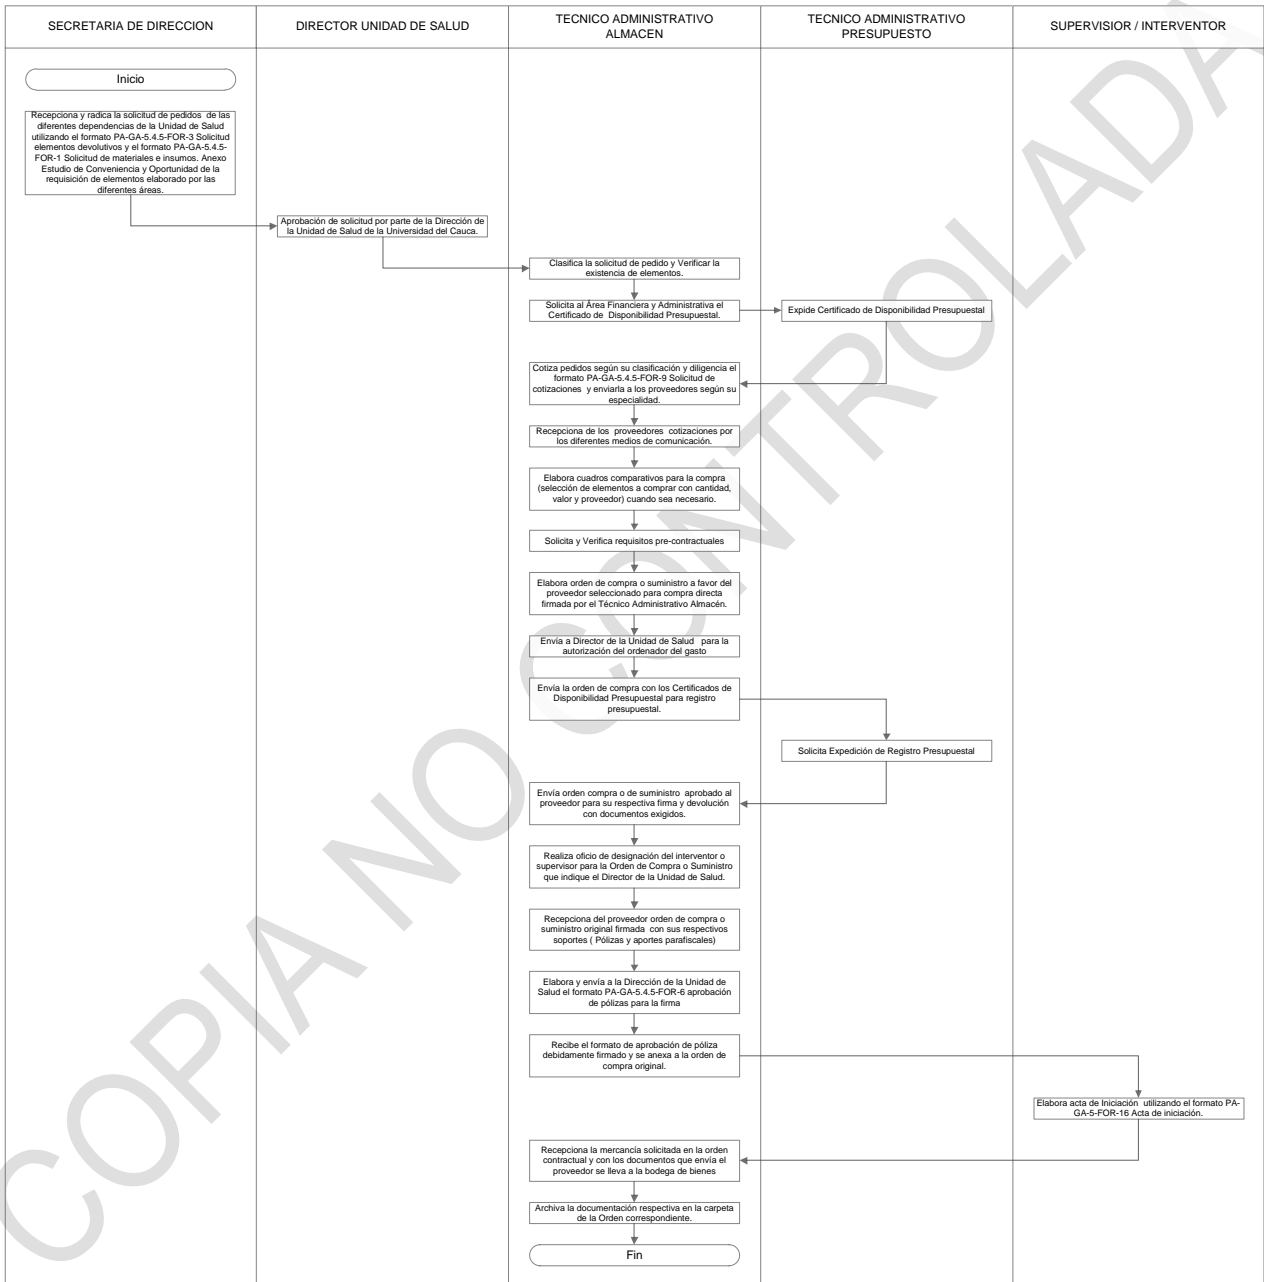 SECRETARIA DE DIRECCION
DIRECTOR UNIDAD DE SALUD
TECNICO ADMINISTRATIVO
ALMACEN
TECNICO ADMINISTRATIVO
PRESUPUESTO
SUPERVISIOR / INTERVENTOR
Inicio
Recepciona y radica la solicitud de pedidos de las
diferentes dependencias de la Unidad de Salud
utilizando el formato PA-GA-5.4.5-FOR-3 Solicitud
elementos devolutivos y el formato PA-GA-5.4.5-
FOR-1 Solicitud de materiales e insumos. Anexo
Estudio de Conveniencia y Oportunidad de la
requisición de elementos elaborado por las
diferentes áreas.
Aprobación de solicitud por parte de la Dirección de
la Unidad de Salud de la Universidad del Cauca.
Clasifica la solicitud de pedido y Verificar la
existencia de elementos.
Solicita al Área Financiera y Administrativa el
Certificado de Disponibilidad Presupuestal.
Expide Certificado de Disponibilidad Presupuestal
Cotiza pedidos según su clasificación y diligencia el
formato PA-GA-5.4.5-FOR-9 Solicitud de
cotizaciones y enviarla a los proveedores según su
especialidad.
Recepciona de los proveedores cotizaciones por
los diferentes medios de comunicación.
Elabora cuadros comparativos para la compra
(selección de elementos a comprar con cantidad,
valor y proveedor) cuando sea necesario.
Solicita y Verifica requisitos pre-contractuales
Elabora orden de compra o suministro a favor del
proveedor seleccionado para compra directa
firmada por el Técnico Administrativo Almacén.
Envía a Director de la Unidad de Salud para la
autorización del ordenador del gasto
Envía la orden de compra con los Certificados de
Disponibilidad Presupuestal para registro
presupuestal.
Solicita Expedición de Registro Presupuestal
Envía orden compra o de suministro aprobado al
proveedor para su respectiva firma y devolución
con documentos exigidos.
Realiza oficio de designación del interventor o
supervisor para la Orden de Compra o Suministro
que indique el Director de la Unidad de Salud.
Recepciona del proveedor orden de compra o
suministro original firmada con sus respectivos
soportes ( Pólizas y aportes parafiscales)
Elabora y envía a la Dirección de la Unidad de
Salud el formato PA-GA-5.4.5-FOR-6 aprobación
de pólizas para la firma
Recibe el formato de aprobación de póliza
debidamente firmado y se anexa a la orden de
compra original.
Elabora acta de Iniciación utilizando el formato PA-
GA-5-FOR-16 Acta de iniciación.
Recepciona la mercancía solicitada en la orden
contractual y con los documentos que envía el
proveedor se lleva a la bodega de bienes
Archiva la documentación respectiva en la carpeta
de la Orden correspondiente.
Fin
COPIA NO CONTROLADA